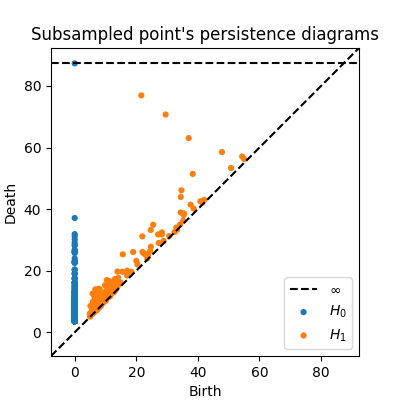 Subsampled point's persistence diagrams
Death
80
60
40
20
0
0 20 40 60 80
Birth
∞
H₀
H₁